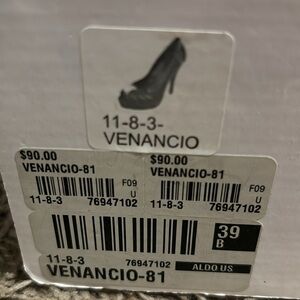 11-8-3-
VENANCIO
$90.00
VENANCIO-81
F09
U
11-8-3 76947102
$90.00
VENANCIO-81
F09
U
11-8-3 76947102
39
B
11-8-3 76947102 ALDO US
VENANCIO-81